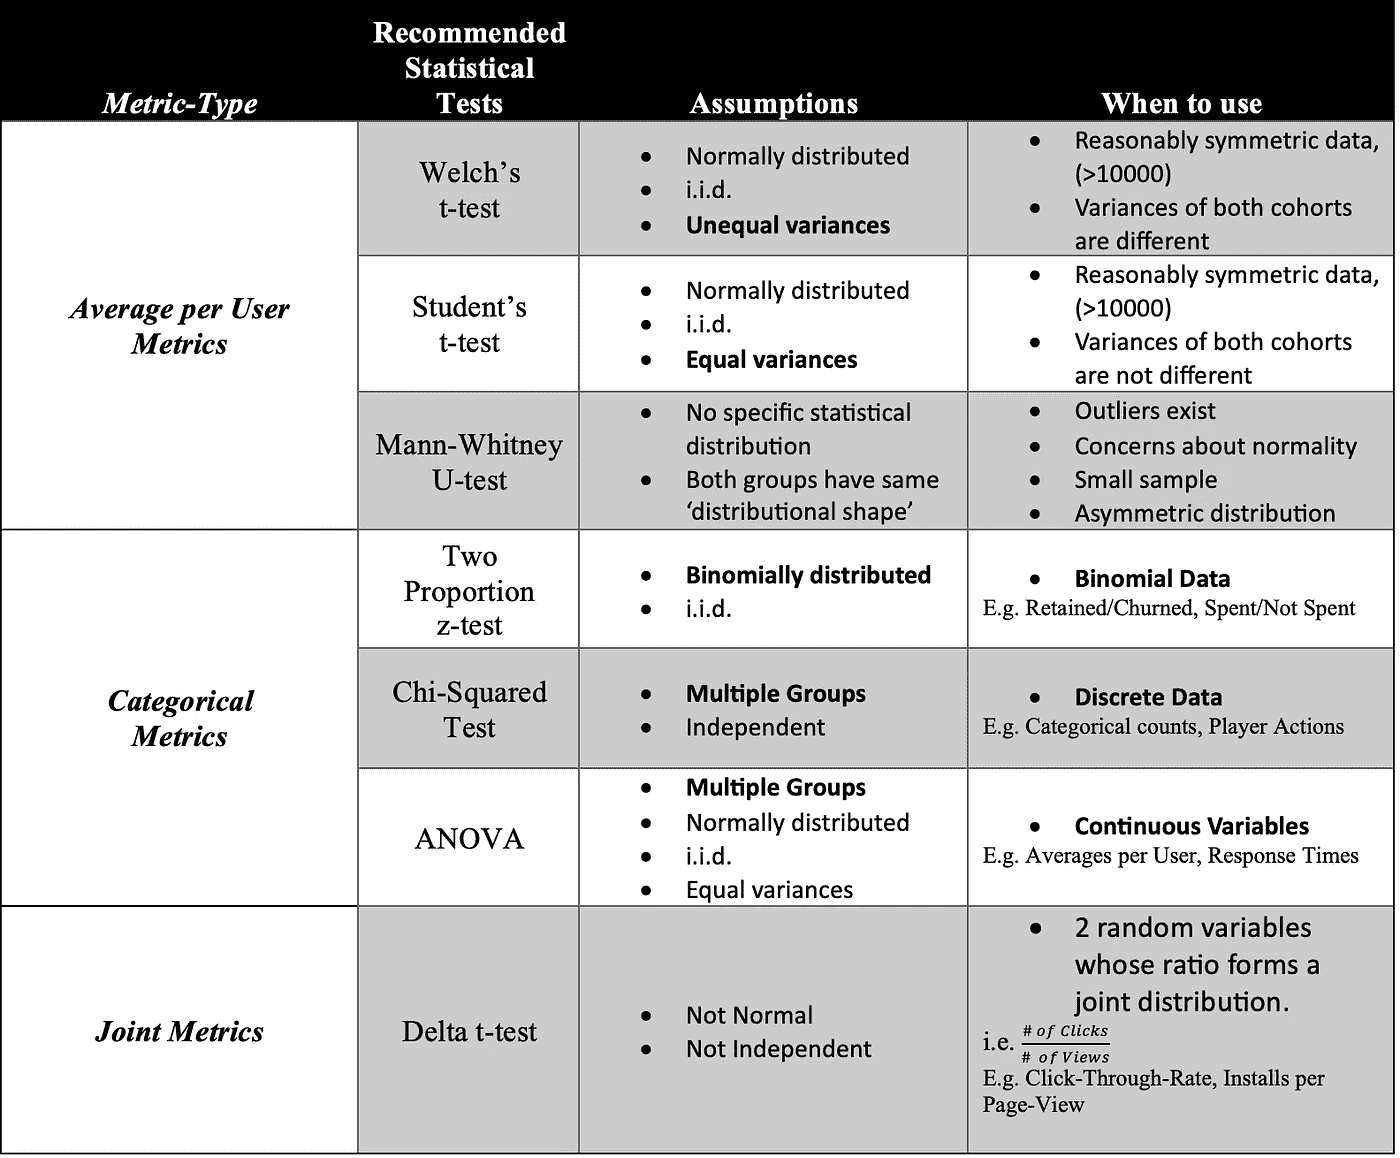 Metric-Type
Recommended
Statistical
Tests
Assumptions
When to use
Average per User
Metrics
Welch’s
t-test
• Normally distributed
• i.i.d.
• Unequal variances
• Reasonably symmetric data,
(>10000)
• Variances of both cohorts
are different
Student’s
t-test
• Normally distributed
• i.i.d.
• Equal variances
• Reasonably symmetric data,
(>10000)
• Variances of both cohorts
are not different
Mann-Whitney
U-test
• No specific statistical
distribution
• Both groups have same
‘distributional shape’
• Outliers exist
• Concerns about normality
• Small sample
• Asymmetric distribution
Categorical
Metrics
Two
Proportion
z-test
• Binomially distributed
• i.i.d.
• Binomial Data
E.g. Retained/Churned, Spent/Not Spent
Chi-Squared
Test
• Multiple Groups
• Independent
• Discrete Data
E.g. Categorical counts, Player Actions
ANOVA
• Multiple Groups
• Normally distributed
• i.i.d.
• Equal variances
• Continuous Variables
E.g. Averages per User, Response Times
Joint Metrics
Delta t-test
• Not Normal
• Not Independent
• 2 random variables
whose ratio forms a
joint distribution.
i.e. # of Clicks
# of Views
E.g. Click-Through-Rate, Installs per
Page-View